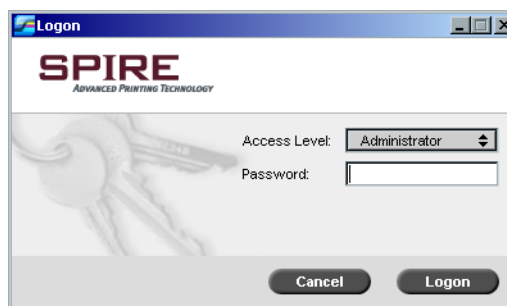 Logon
SPIRE
ADVANCED PRINTING TECHNOLOGY
Access Level: Administrator
Password:
Cancel Logon